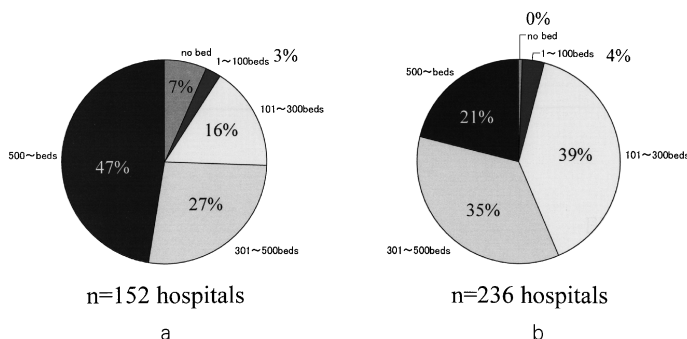 no bed
1～100beds 3%
7%
101～300beds
16%
500～beds
47%
27%
301～500beds
n=152 hospitals
a
0%
no bed
1～100beds 4%
500～beds
21%
39%
101～300beds
35%
301～500beds
n=236 hospitals
b